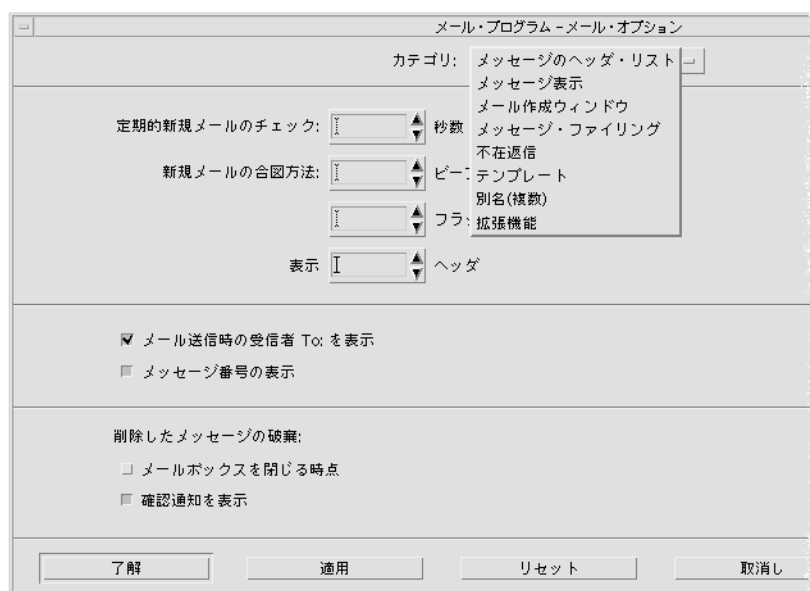 メール・プログラム - メール・オプション
カテゴリ: メッセージのヘッダ・リスト
メッセージ表示
メール作成ウィンドウ
メッセージ・ファイリング
不在返信
テンプレート
別名(複数)
拡張機能
定期的新規メールのチェック: 秒数
新規メールの合図方法: ビー
フラ
表示 ヘッダ
メール送信時の受信者 To: を表示
メッセージ番号の表示
削除したメッセージの破棄:
メールボックスを閉じる時点
確認通知を表示
了解 適用 リセット 取消し